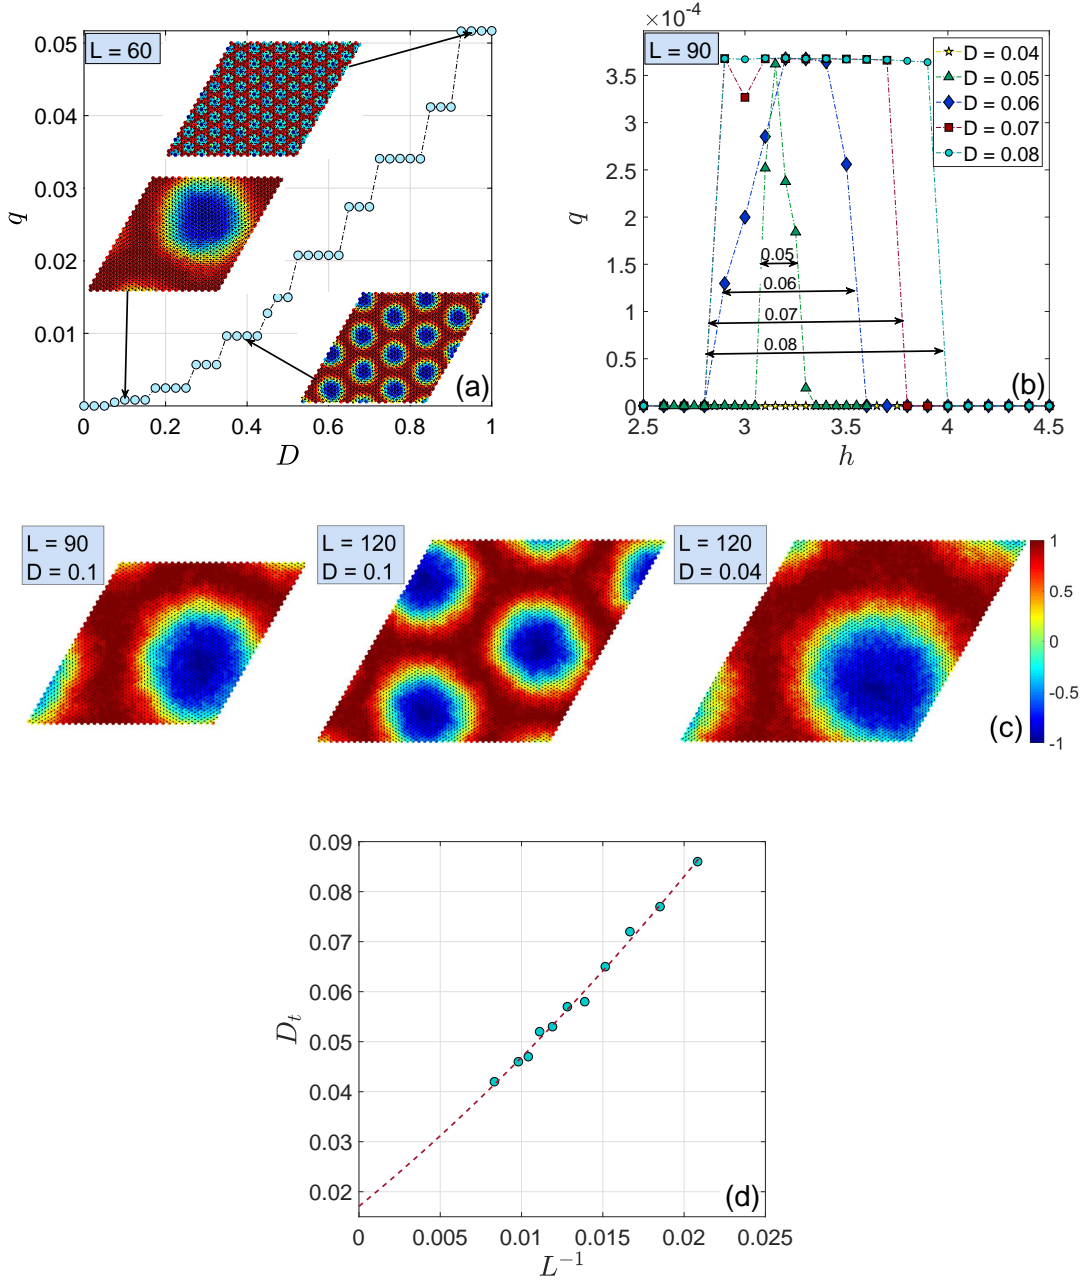 L = 60
0.05
0.04
0.03
0.02
0.01
q
0
0.2
0.4
0.6
0.8
1
D
(a)
×10⁻⁴
L = 90
3.5
3
2.5
2
1.5
1
0.5
0
q
2.5
3
3.5
4
4.5
h
D = 0.04
D = 0.05
D = 0.06
D = 0.07
D = 0.08
0.05
0.06
0.07
0.08
(b)
L = 90
D = 0.1
L = 120
D = 0.1
L = 120
D = 0.04
1
0.5
0
-0.5
-1
(c)
0.09
0.08
0.07
0.06
0.05
0.04
0.03
0.02
Dₜ
0
0.005
0.01
0.015
0.02
0.025
L⁻¹
(d)